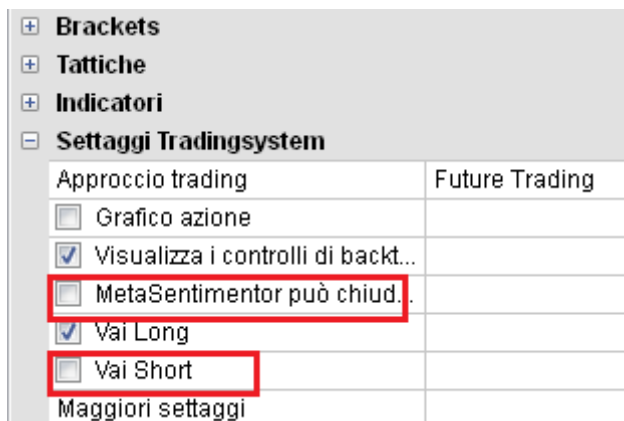 Brackets
Tattiche
Indicatori
Settaggi Tradingsystem
Approccio trading Future Trading
Grafico azione
Visualizza i controlli di backt...
MetaSentimentor può chiud...
Vai Long
Vai Short
Maggiori settaggi